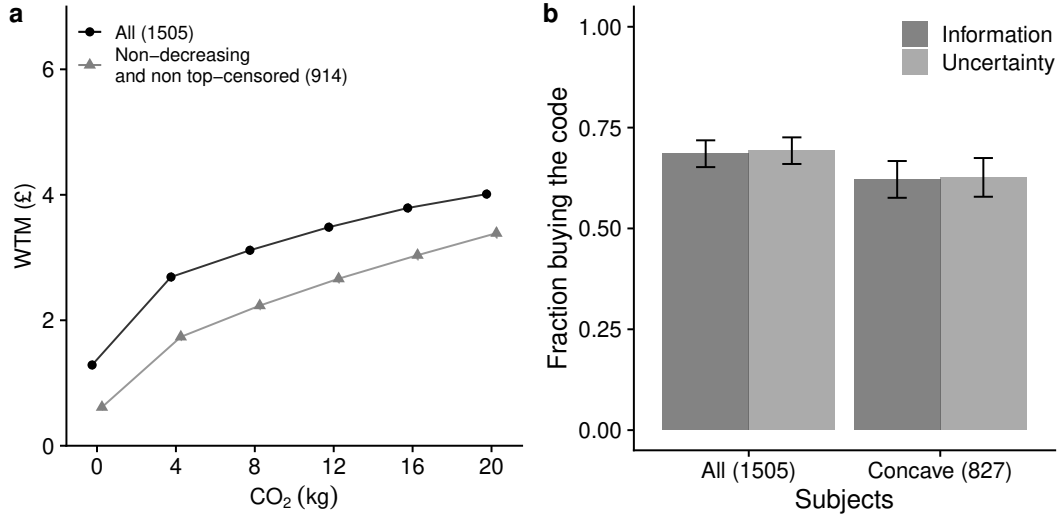 a
All (1505)
Non−decreasing
and non top−censored (914)
6
4
2
0
WTM (£)
0 4 8 12 16 20
CO₂ (kg)
b
Information
Uncertainty
1.00
0.75
0.50
0.25
0.00
Fraction buying the code
All (1505) Concave (827)
Subjects